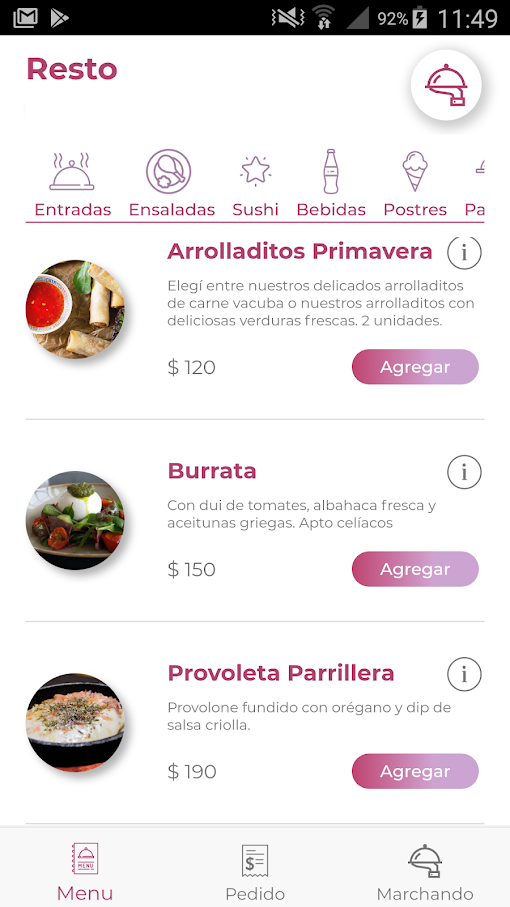 92% 11:49
Resto
Entradas Ensaladas Sushi Bebidas Postres Pa
Arrolladitos Primavera i
Elegí entre nuestros delicados arrolladitos
de carne vacuba o nuestros arrolladitos con
deliciosas verduras frescas. 2 unidades.
$ 120 Agregar
Burrata i
Con dui de tomates, albahaca fresca y
aceitunas griegas. Apto celíacos
$ 150 Agregar
Provoleta Parrillera i
Provolone fundido con orégano y dip de
salsa criolla.
$ 190 Agregar
MENU
$
Menu Pedido Marchando